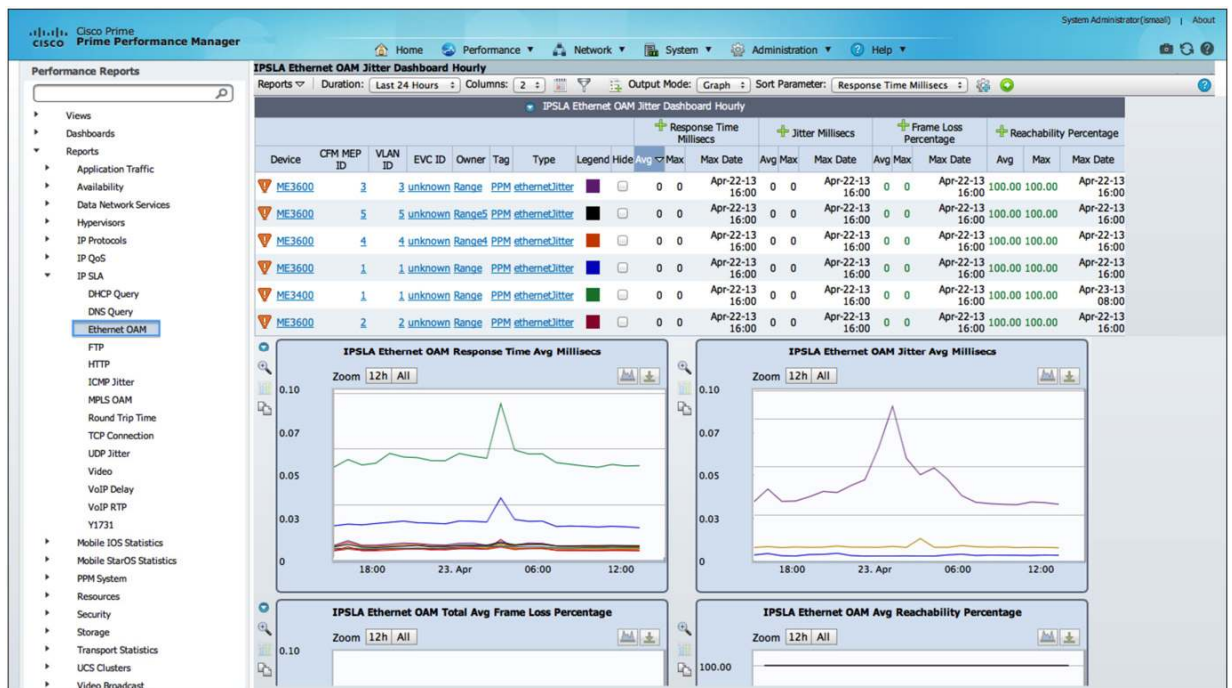 System Administrator(ismaali) | About
Cisco Prime
CISCO Prime Performance Manager
Home Performance Network System Administration Help
Performance Reports
Views
Dashboards
Reports
Application Traffic
Availability
Data Network Services
Hypervisors
IP Protocols
IP QoS
IP SLA
DHCP Query
DNS Query
Ethernet OAM
FTP
HTTP
ICMP Jitter
MPLS OAM
Round Trip Time
TCP Connection
UDP Jitter
Video
VoIP Delay
VoIP RTP
Y1731
Mobile IOS Statistics
Mobile StarOS Statistics
PPM System
Resources
Security
Storage
Transport Statistics
UCS Clusters
Video Broadcast
IPSLA Ethernet OAM Jitter Dashboard Hourly
Reports Duration: Last 24 Hours Columns: 2 Output Mode: Graph Sort Parameter: Response Time Millisecs
IPSLA Ethernet OAM Jitter Dashboard Hourly
Response Time Millisecs Jitter Millisecs Frame Loss Percentage Reachability Percentage
Device CFM MEP ID VLAN ID EVC ID Owner Tag Type Legend Hide Avg Max Max Date Avg Max Max Date Avg Max Max Date Avg Max Max Date
ME3600 3 3 unknown Range PPM ethernetJitter 0 0 Apr-22-13 16:00 0 0 Apr-22-13 16:00 0 0 Apr-22-13 16:00 100.00 100.00 Apr-22-13 16:00
ME3600 5 5 unknown Range5 PPM ethernetJitter 0 0 Apr-22-13 16:00 0 0 Apr-22-13 16:00 0 0 Apr-22-13 16:00 100.00 100.00 Apr-22-13 16:00
ME3600 4 4 unknown Range4 PPM ethernetJitter 0 0 Apr-22-13 16:00 0 0 Apr-22-13 16:00 0 0 Apr-22-13 16:00 100.00 100.00 Apr-22-13 16:00
ME3600 1 1 unknown Range PPM ethernetJitter 0 0 Apr-22-13 16:00 0 0 Apr-22-13 16:00 0 0 Apr-22-13 16:00 100.00 100.00 Apr-22-13 16:00
ME3400 1 1 unknown Range PPM ethernetJitter 0 0 Apr-22-13 16:00 0 0 Apr-22-13 16:00 0 0 Apr-22-13 16:00 100.00 100.00 Apr-23-13 08:00
ME3600 2 2 unknown Range PPM ethernetJitter 0 0 Apr-22-13 16:00 0 0 Apr-22-13 16:00 0 0 Apr-22-13 16:00 100.00 100.00 Apr-22-13 16:00
IPSLA Ethernet OAM Response Time Avg Millisecs
Zoom 12h All
0.10
0.07
0.05
0.03
0
18:00 23. Apr 06:00 12:00
IPSLA Ethernet OAM Jitter Avg Millisecs
Zoom 12h All
0.10
0.07
0.05
0.03
0
18:00 23. Apr 06:00 12:00
IPSLA Ethernet OAM Total Avg Frame Loss Percentage
Zoom 12h All
0.10
IPSLA Ethernet OAM Avg Reachability Percentage
Zoom 12h All
100.00